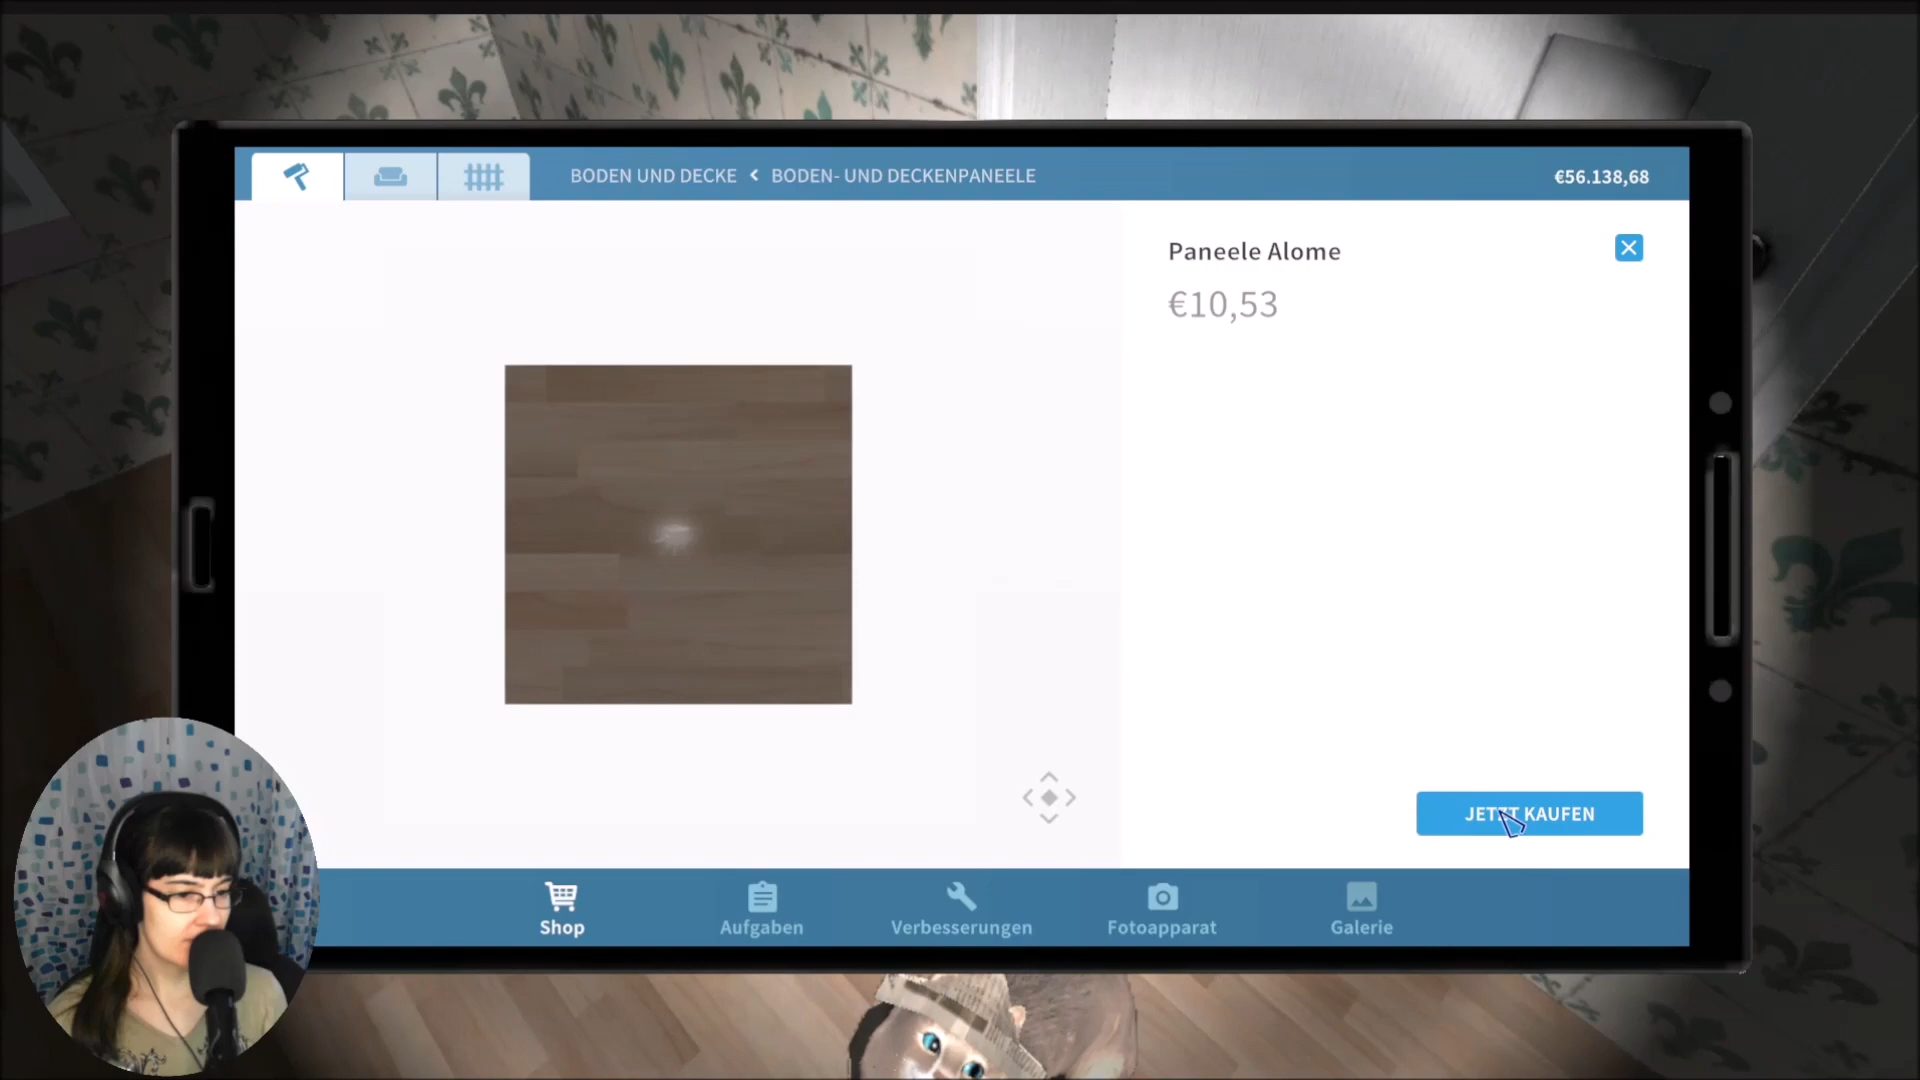 BODEN UND DECKE < BODEN- UND DECKENPANEELE
€56.138,68
Paneele Alome
€10,53
JETZT KAUFEN
Shop
Aufgaben
Verbesserungen
Fotoapparat
Galerie